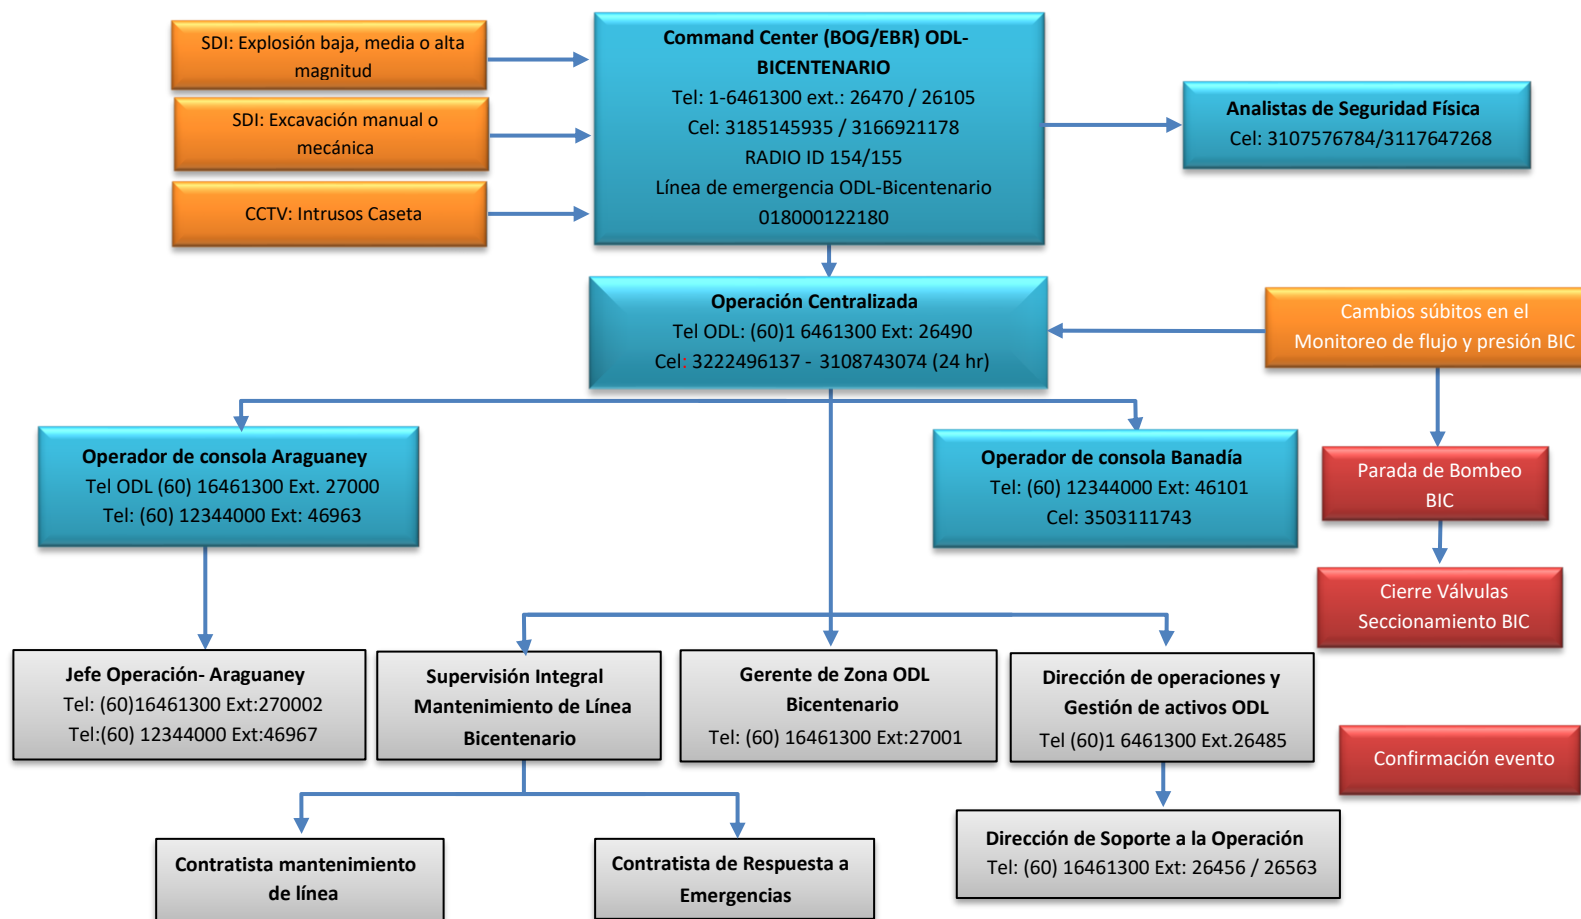 SDI: Explosión baja, media o alta
magnitud
SDI: Excavación manual o
mecánica
CCTV: Intrusos Caseta
Command Center (BOG/EBR) ODL-
BICENTENARIO
Tel: 1-6461300 ext.: 26470 / 26105
Cel: 3185145935 / 3166921178
RADIO ID 154/155
Línea de emergencia ODL-Bicentenario
018000122180
Analistas de Seguridad Física
Cel: 3107576784/3117647268
Operación Centralizada
Tel ODL: (60)1 6461300 Ext: 26490
Cel: 3222496137 - 3108743074 (24 hr)
Cambios súbitos en el
Monitoreo de flujo y presión BIC
Operador de consola Araguaney
Tel ODL (60) 16461300 Ext. 27000
Tel: (60) 12344000 Ext: 46963
Operador de consola Banadía
Tel: (60) 12344000 Ext: 46101
Cel: 3503111743
Parada de Bombeo
BIC
Cierre Válvulas
Seccionamiento BIC
Jefe Operación- Araguaney
Tel: (60)16461300 Ext:270002
Tel:(60) 12344000 Ext:46967
Supervisión Integral
Mantenimiento de Línea
Bicentenario
Gerente de Zona ODL
Bicentenario
Tel: (60) 16461300 Ext:27001
Dirección de operaciones y
Gestión de activos ODL
Tel (60)1 6461300 Ext.26485
Confirmación evento
Contratista mantenimiento
de línea
Contratista de Respuesta a
Emergencias
Dirección de Soporte a la Operación
Tel: (60) 16461300 Ext: 26456 / 26563